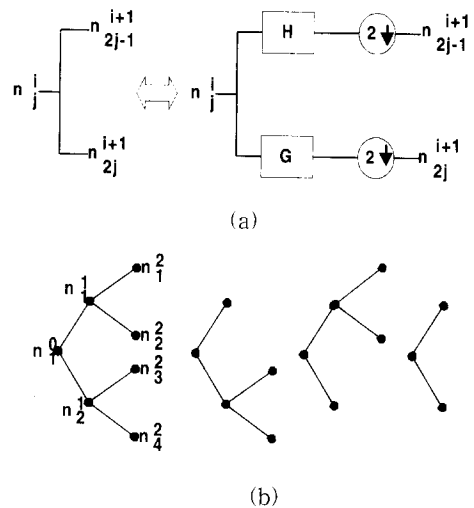 n i j
n i+1 2j-1
n i+1 2j
n i j
H
2
n i+1 2j-1
G
2
n i+1 2j
(a)
n 0 1
n 1 1
n 1 2
n 2 1
n 2 2
n 2 3
n 2 4
(b)